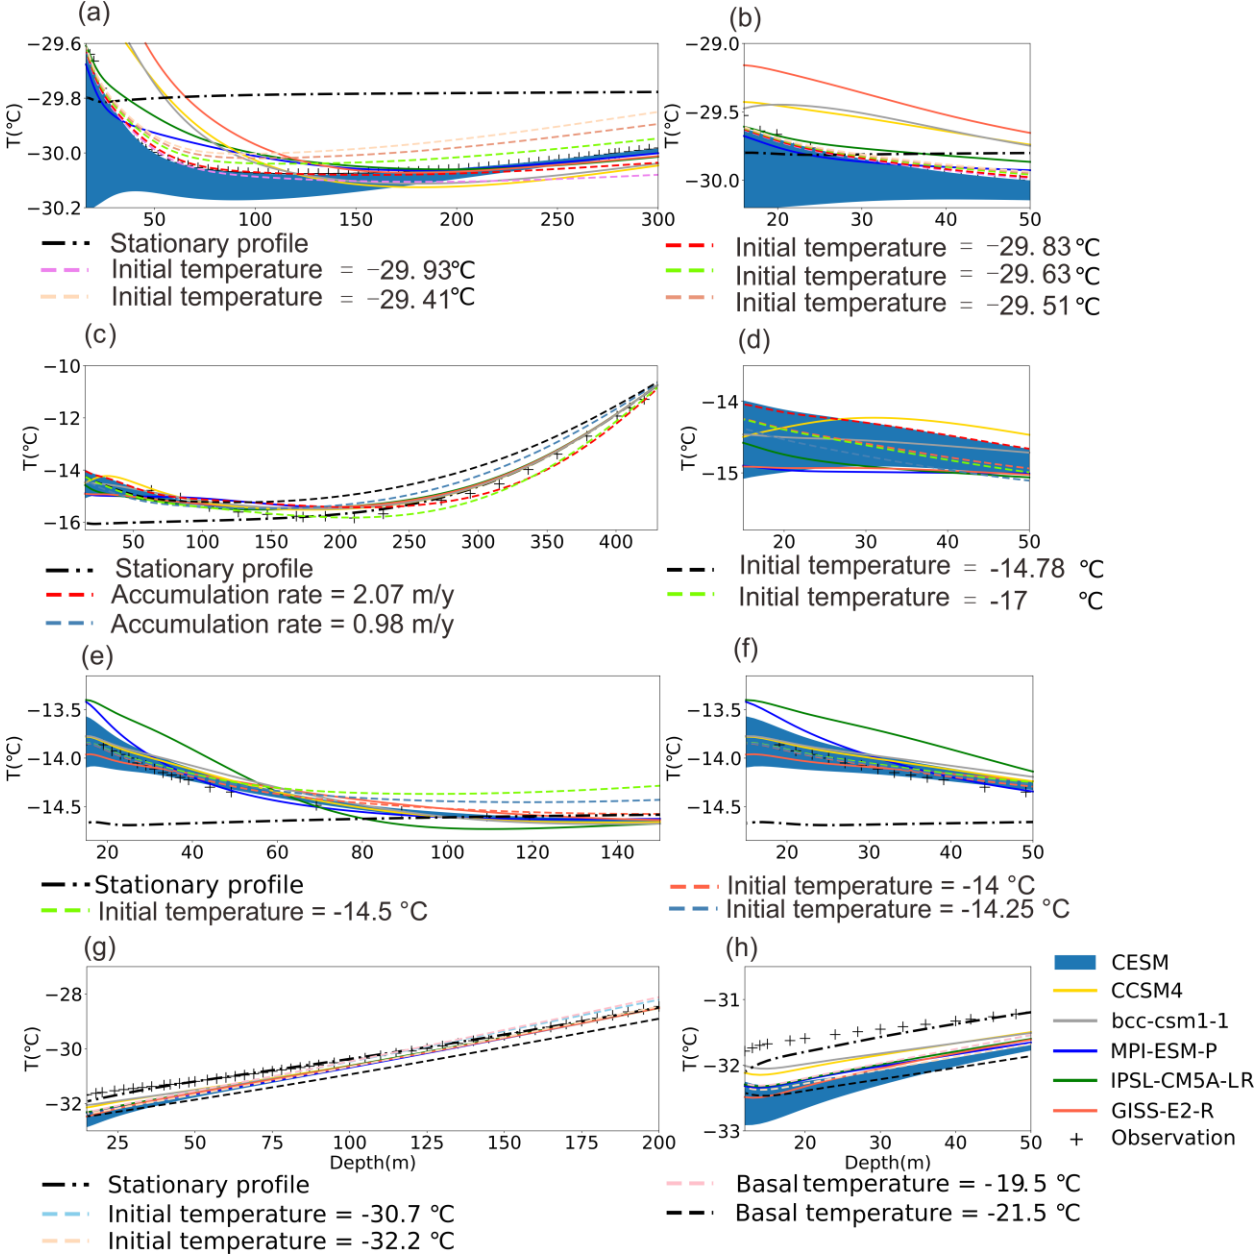 (a)
(b)
−29.6
−29.8
−30.0
−30.2
T(℃)
50
100
150
200
250
300
−29.0
−29.5
−30.0
T(℃)
20
30
40
50
Stationary profile
Initial temperature = −29.93℃
Initial temperature = −29.41℃
Initial temperature = −29.83℃
Initial temperature = −29.63℃
Initial temperature = −29.51℃
(c)
(d)
−10
−12
−14
−16
T(℃)
50
100
150
200
250
300
350
400
−14
−15
T(℃)
20
30
40
50
Stationary profile
Accumulation rate = 2.07 m/y
Accumulation rate = 0.98 m/y
Initial temperature = -14.78 ℃
Initial temperature = -17 ℃
(e)
(f)
−13.5
−14.0
−14.5
T(℃)
20
40
60
80
100
120
140
−13.5
−14.0
−14.5
T(℃)
20
30
40
50
Stationary profile
Initial temperature = -14.5 °C
Initial temperature = -14 °C
Initial temperature = -14.25 °C
(g)
(h)
−28
−30
−32
T(℃)
25
50
75
100
125
150
175
200
Depth(m)
−31
−32
−33
T(℃)
20
30
40
50
Depth(m)
CESM
CCSM4
bcc-csm1-1
MPI-ESM-P
IPSL-CM5A-LR
GISS-E2-R
Observation
Stationary profile
Initial temperature = -30.7 ℃
Initial temperature = -32.2 ℃
Basal temperature = -19.5 ℃
Basal temperature = -21.5 ℃